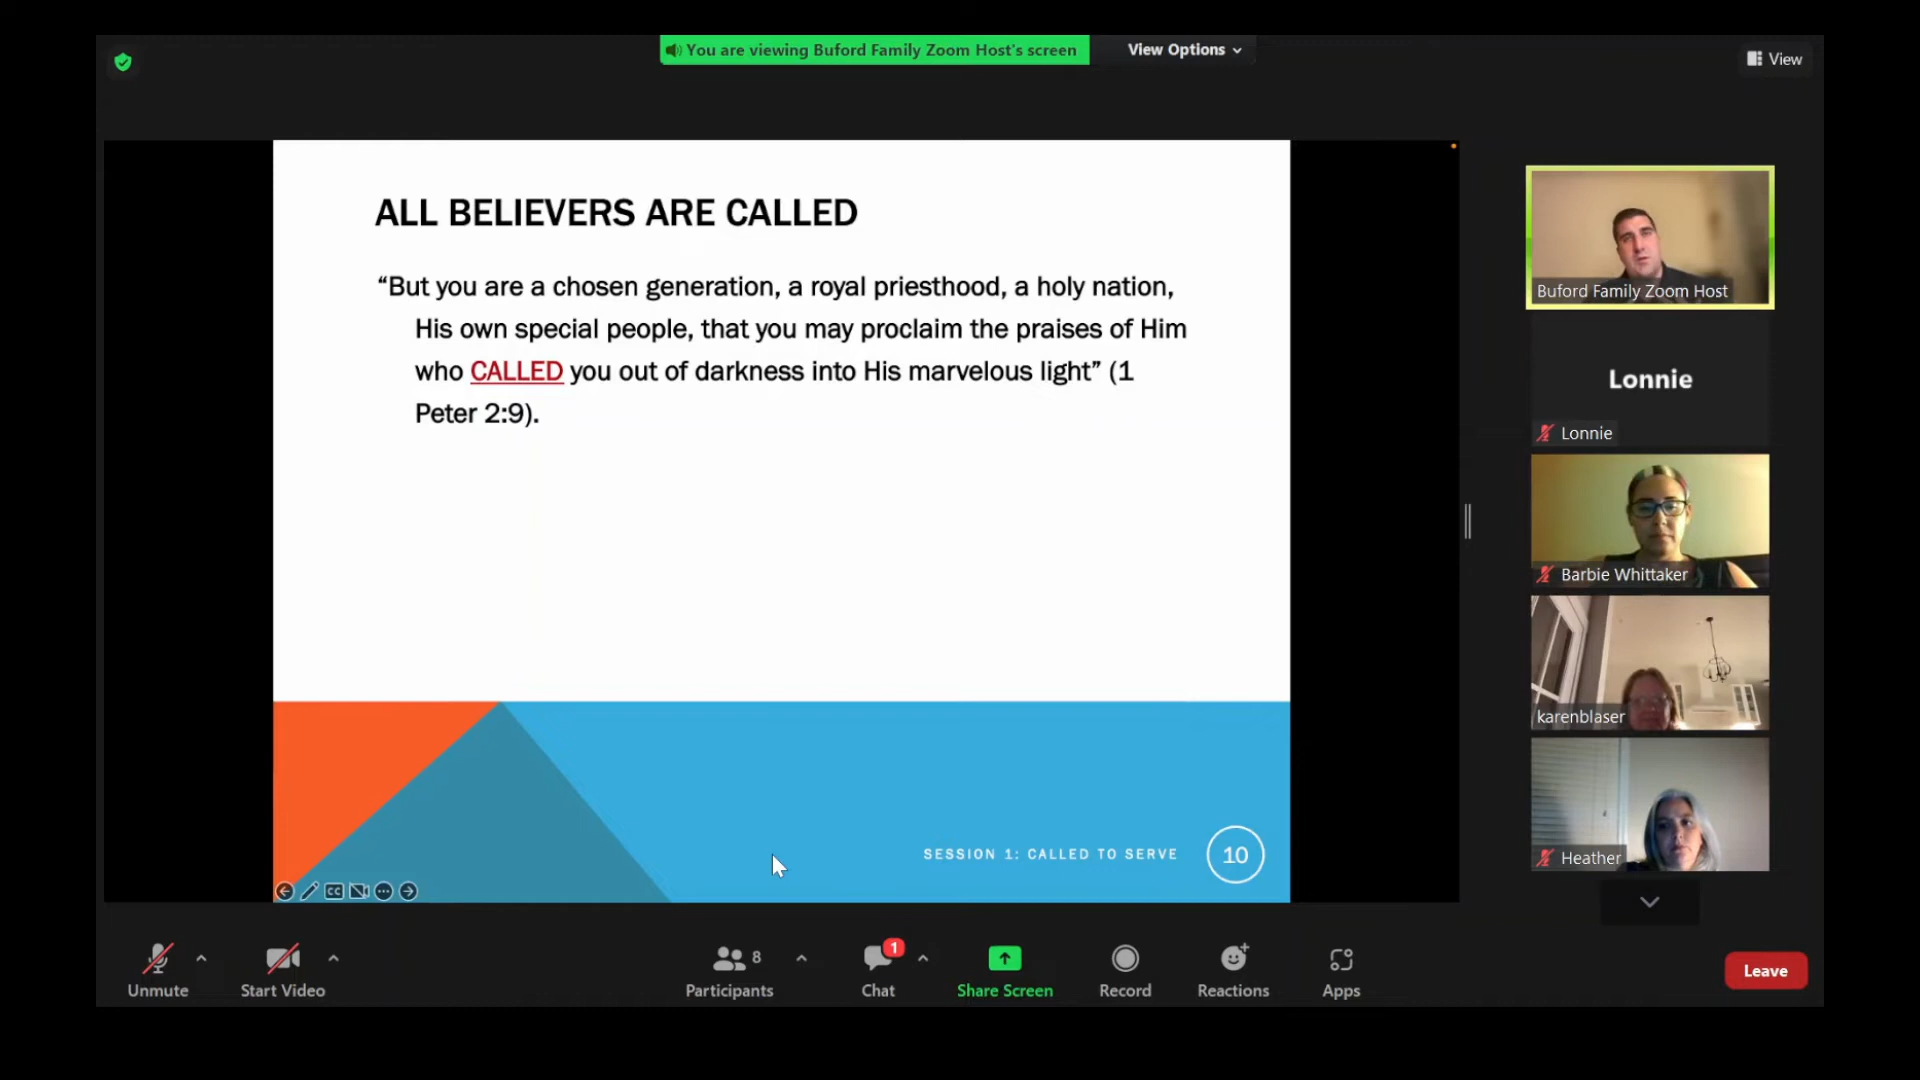 You are viewing Buford Family Zoom Host's screen
View Options
View
ALL BELIEVERS ARE CALLED
“But you are a chosen generation, a royal priesthood, a holy nation,
His own special people, that you may proclaim the praises of Him
who CALLED you out of darkness into His marvelous light” (1
Peter 2:9).
SESSION 1: CALLED TO SERVE
10
CC
Buford Family Zoom Host
Lonnie
Lonnie
Barbie Whittaker
karenblaser
Heather
Unmute
Start Video
8
Participants
1
Chat
Share Screen
Record
Reactions
Apps
Leave